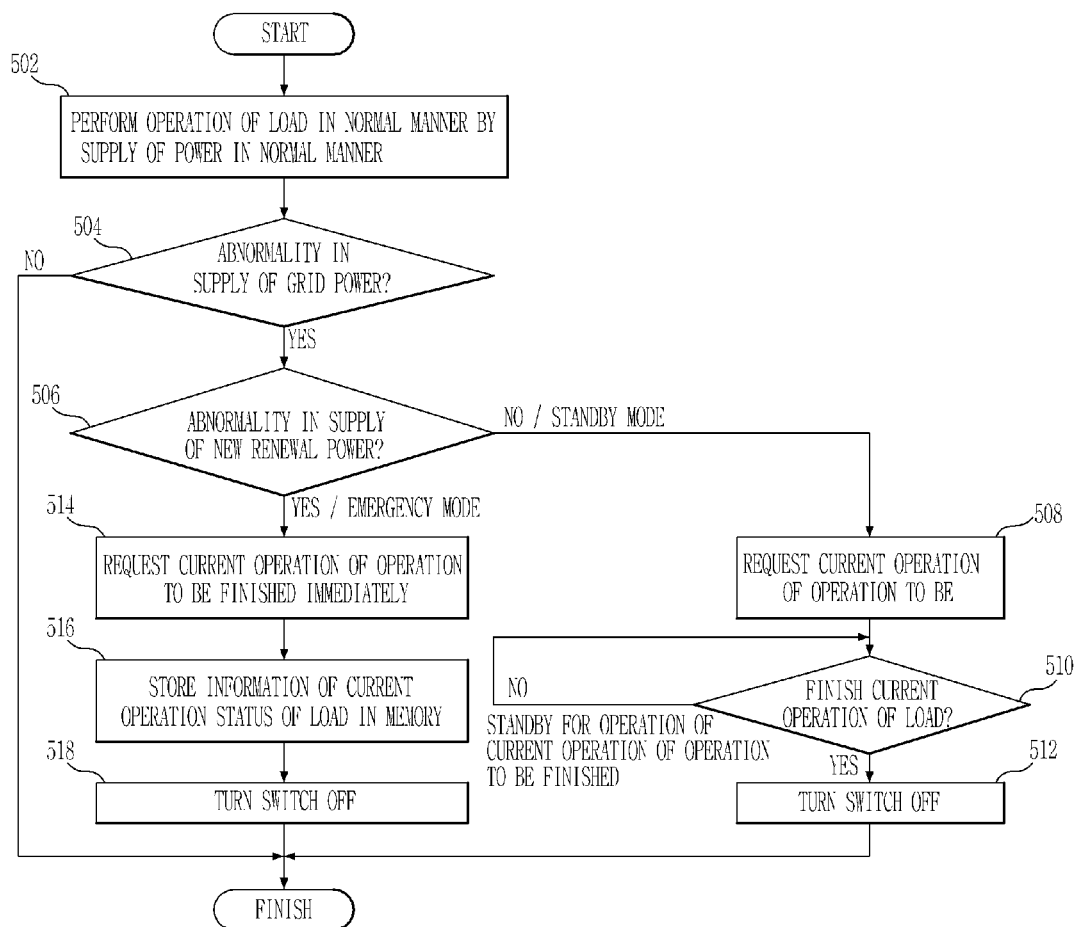 START
502
PERFORM OPERATION OF LOAD IN NORMAL MANNER BY
SUPPLY OF POWER IN NORMAL MANNER
504
NO
ABNORMALITY IN
SUPPLY OF GRID POWER?
YES
506
ABNORMALITY IN SUPPLY
OF NEW RENEWAL POWER?
NO / STANDBY MODE
YES / EMERGENCY MODE
514
REQUEST CURRENT OPERATION OF OPERATION
TO BE FINISHED IMMEDIATELY
508
REQUEST CURRENT OPERATION
OF OPERATION TO BE
516
STORE INFORMATION OF CURRENT
OPERATION STATUS OF LOAD IN MEMORY
510
FINISH CURRENT
OPERATION OF LOAD?
NO
STANDBY FOR OPERATION OF
CURRENT OPERATION OF OPERATION
TO BE FINISHED
YES
518
TURN SWITCH OFF
512
TURN SWITCH OFF
FINISH